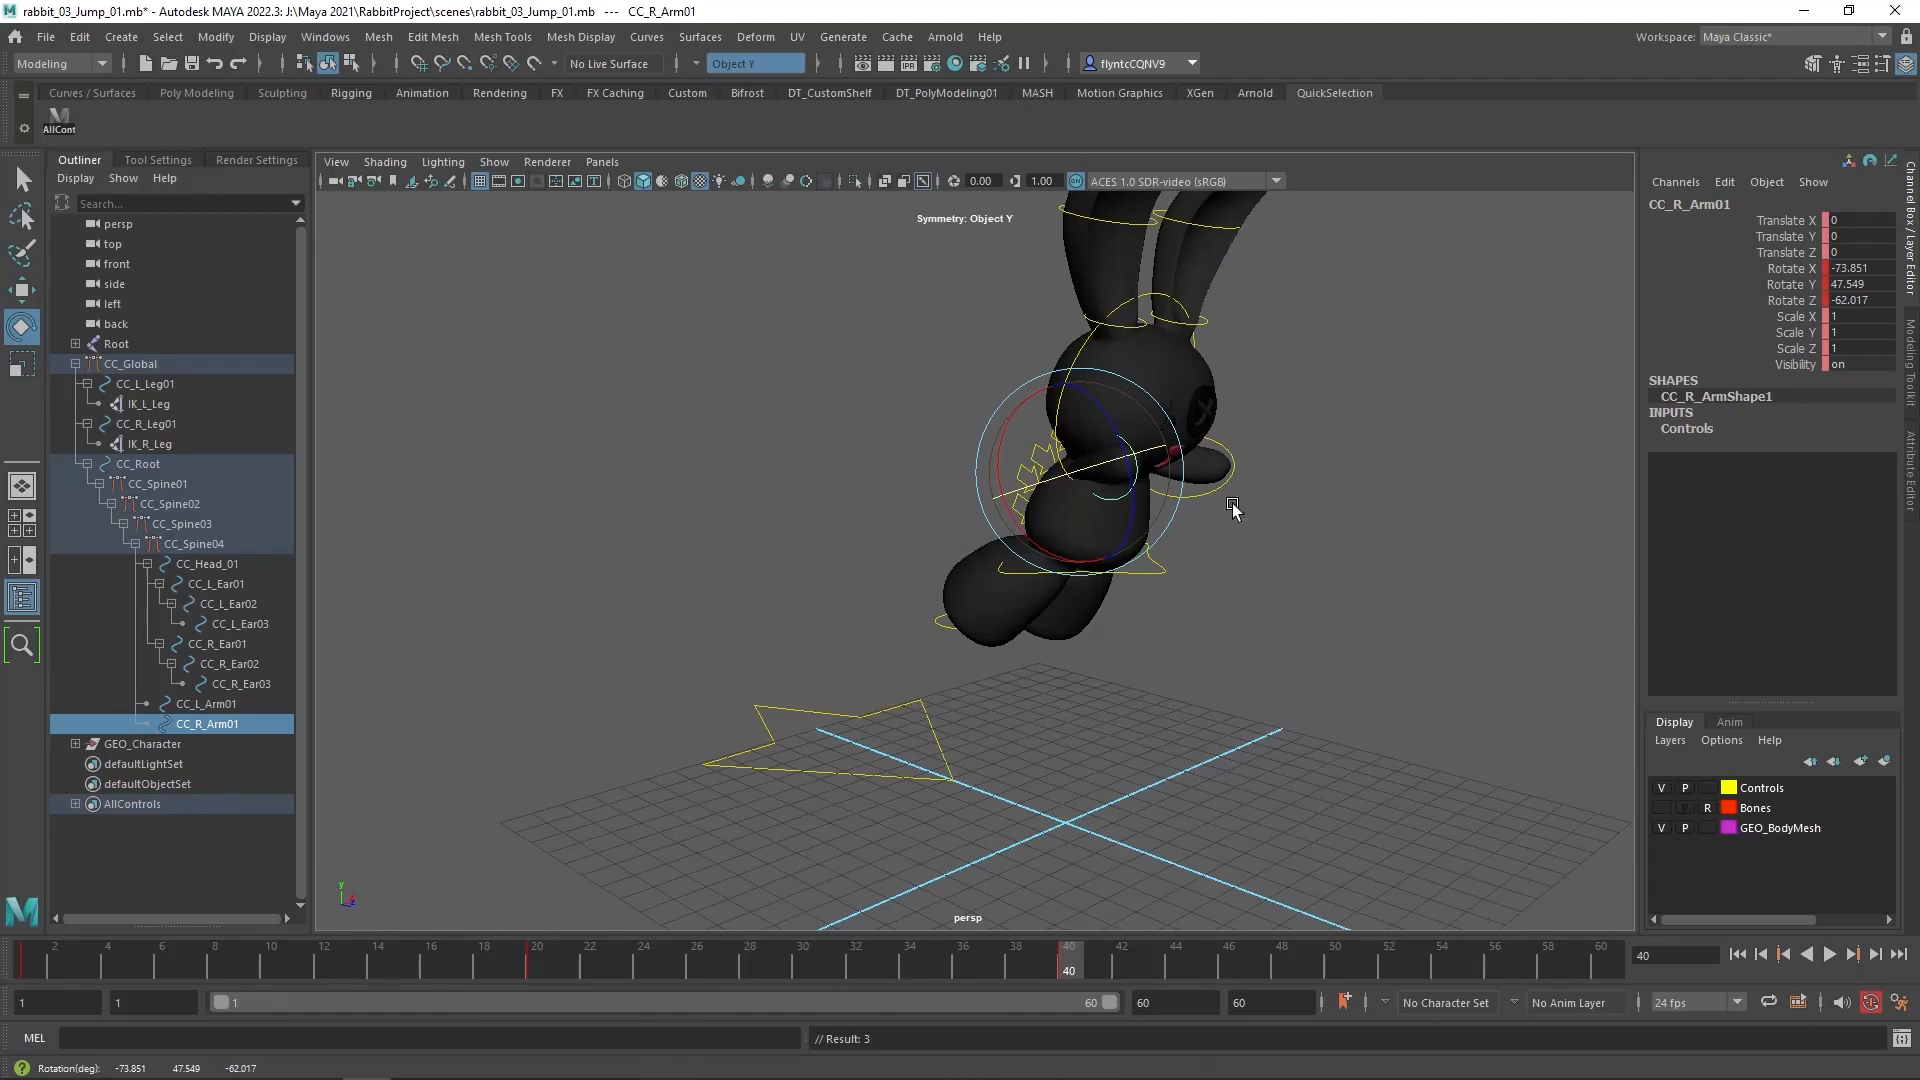 rabbit_03_Jump_01.mb* - Autodesk MAYA 2022.3: J:\Maya 2021\RabbitProject\scenes\rabbit_03_Jump_01.mb --- CC_R_Arm01
File Edit Create Select Modify Display Windows Mesh Edit Mesh Mesh Tools Mesh Display Curves Surfaces Deform UV Generate Cache Arnold Help Workspace: Maya Classic*
Modeling No Live Surface Object Y flyntcCQNV9
Curves / Surfaces Poly Modeling Sculpting Rigging Animation Rendering FX FX Caching Custom Bifrost DT_CustomShelf DT_PolyModeling01 MASH Motion Graphics XGen Arnold QuickSelection
AllCont
Outliner Tool Settings Render Settings
Display Show Help
Search...
persp
top
front
side
left
back
Root
CC_Global
CC_L_Leg01
IK_L_Leg
CC_R_Leg01
IK_R_Leg
CC_Root
CC_Spine01
CC_Spine02
CC_Spine03
CC_Spine04
CC_Head_01
CC_L_Ear01
CC_L_Ear02
CC_L_Ear03
CC_R_Ear01
CC_R_Ear02
CC_R_Ear03
CC_L_Arm01
CC_R_Arm01
GEO_Character
defaultLightSet
defaultObjectSet
AllControls
View Shading Lighting Show Renderer Panels
0.00 1.00 ACES 1.0 SDR-video (sRGB)
Symmetry: Object Y
y
z
persp
Channels Edit Object Show
CC_R_Arm01
Translate X 0
Translate Y 0
Translate Z 0
Rotate X -73.851
Rotate Y 47.549
Rotate Z -62.017
Scale X 1
Scale Y 1
Scale Z 1
Visibility on
SHAPES
CC_R_ArmShape1
INPUTS
Controls
Display Anim
Layers Options Help
V P Controls
R Bones
V P GEO_BodyMesh
Channel Box / Layer Editor
Modeling Toolkit
Attribute Editor
2 4 6 8 10 12 14 16 18 20 22 24 26 28 30 32 34 36 38 40 42 44 46 48 50 52 54 56 58 60
40
40
1 1 1 60 60 60 No Character Set No Anim Layer 24 fps
MEL // Result: 3
Rotation(deg): -73.851 47.549 -62.017